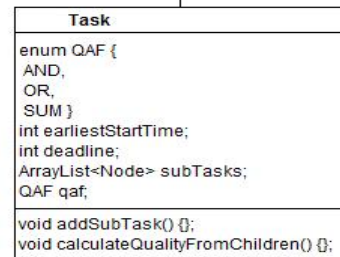 Task
enum QAF {
AND,
OR,
SUM }
int earliestStartTime;
int deadline;
ArrayList<Node> subTasks;
QAF qaf;
void addSubTask() {};
void calculateQualityFromChildren() {};